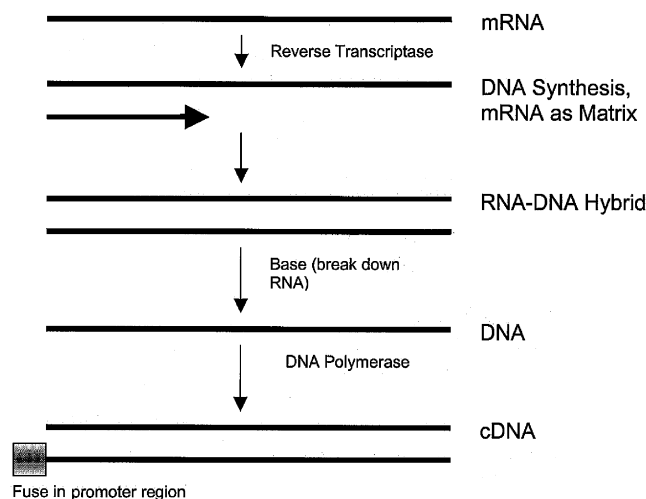 mRNA
Reverse Transcriptase
DNA Synthesis,
mRNA as Matrix
RNA-DNA Hybrid
Base (break down
RNA)
DNA
DNA Polymerase
cDNA
Fuse in promoter region